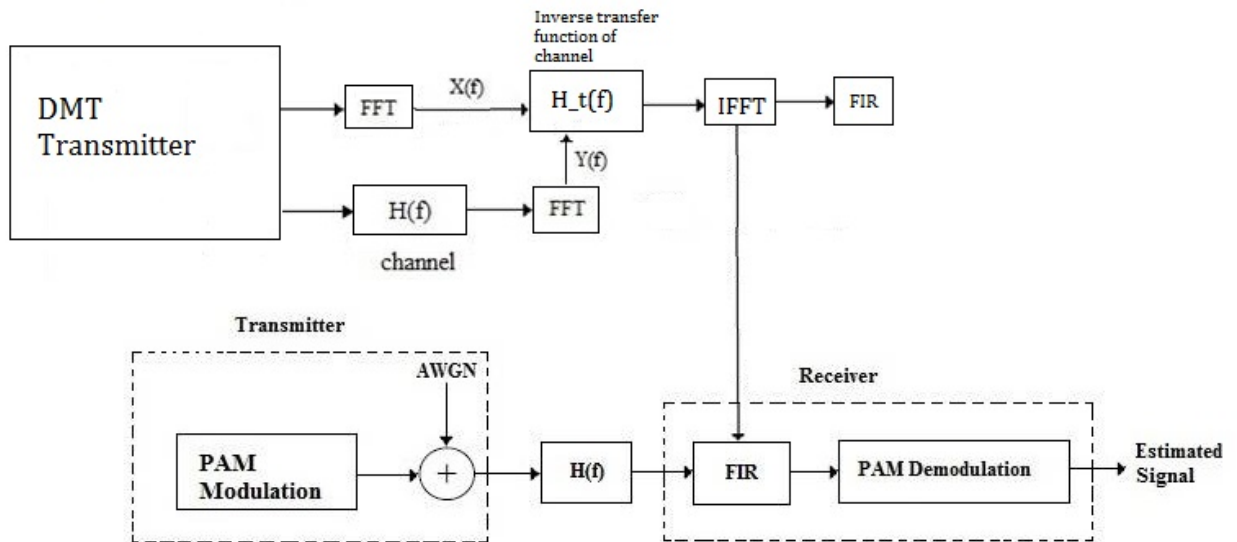 Inverse transfer
function of
channel
DMT
Transmitter
FFT
X(f)
H_t(f)
IFFT
FIR
Y(f)
H(f)
FFT
channel
Transmitter
AWGN
Receiver
PAM
Modulation
+
H(f)
FIR
PAM Demodulation
Estimated
Signal